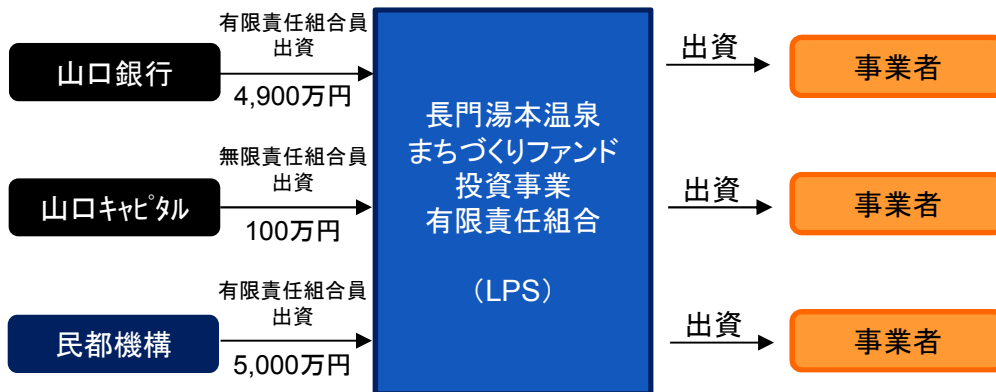 有限責任組合員
出資
山口銀行
4,900万円
無限責任組合員
出資
山口ｷｬﾋﾟﾀﾙ
100万円
有限責任組合員
出資
民都機構
5,000万円
長門湯本温泉
まちづくりファンド
投資事業
有限責任組合
（LPS）
出資
事業者
出資
事業者
出資
事業者